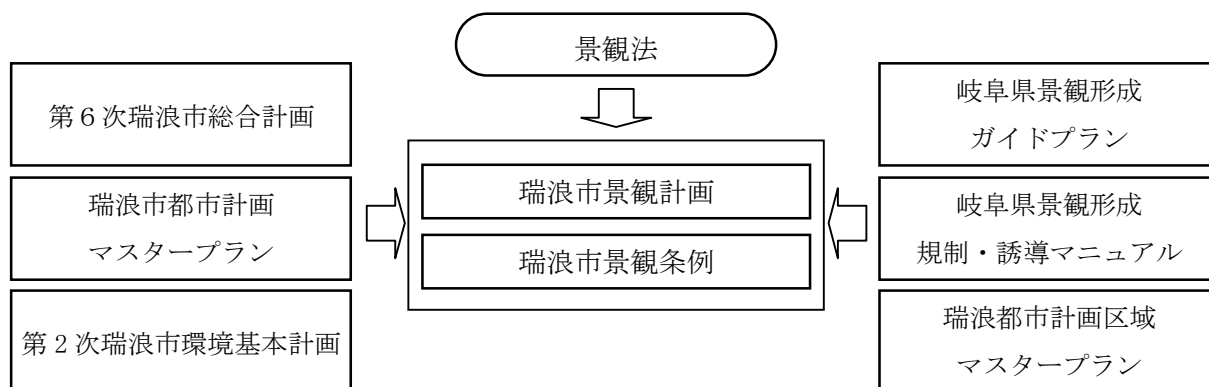 景観法
第６次瑞浪市総合計画
瑞浪市都市計画
マスタープラン
第２次瑞浪市環境基本計画
瑞浪市景観計画
瑞浪市景観条例
岐阜県景観形成
ガイドプラン
岐阜県景観形成
規制・誘導マニュアル
瑞浪都市計画区域
マスタープラン